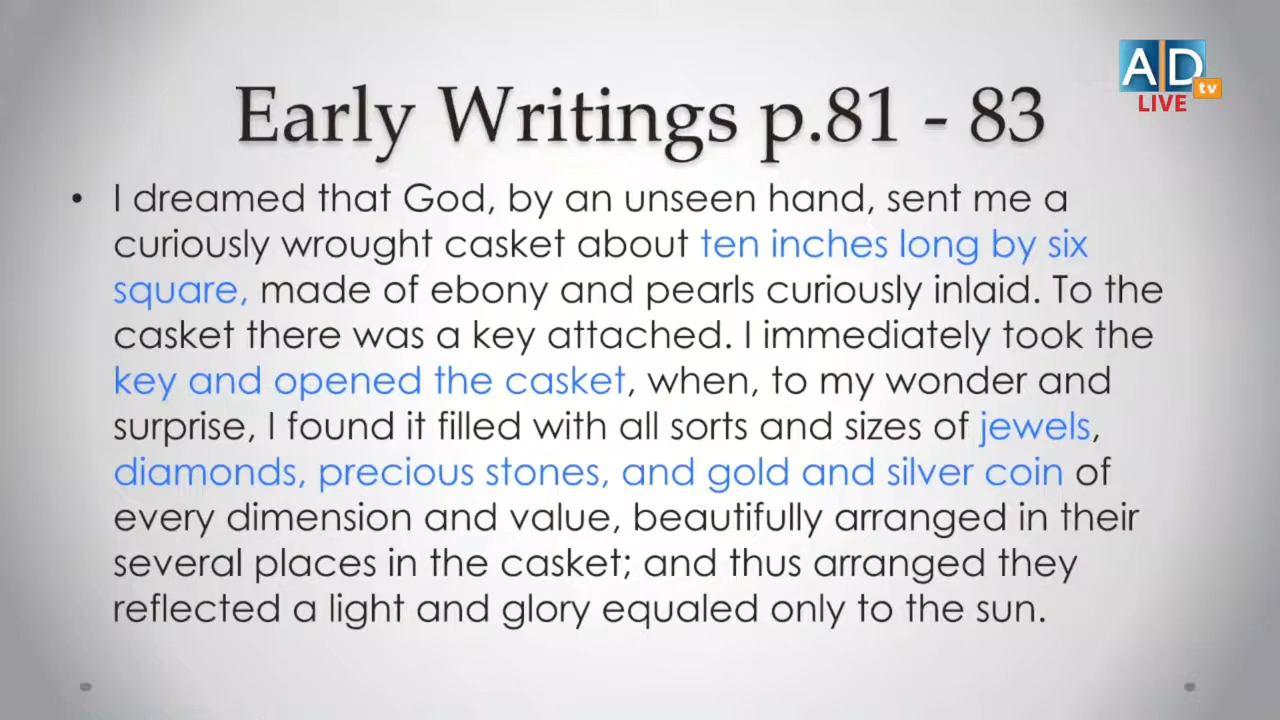 Early Writings p.81 - 83
A|D
tv
LIVE
• I dreamed that God, by an unseen hand, sent me a
curiously wrought casket about ten inches long by six
square, made of ebony and pearls curiously inlaid. To the
casket there was a key attached. I immediately took the
key and opened the casket, when, to my wonder and
surprise, I found it filled with all sorts and sizes of jewels,
diamonds, precious stones, and gold and silver coin of
every dimension and value, beautifully arranged in their
several places in the casket; and thus arranged they
reflected a light and glory equaled only to the sun.